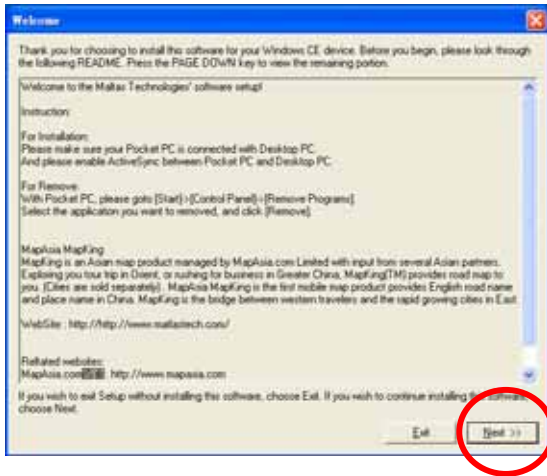 Welcome
Thank you for choosing to install this software for your Windows CE device. Before you begin, please look through
the following README. Press the PAGE DOWN key to view the remaining portion.
Welcome to the Maltas Technologies' software setup!
Instruction:
For Installation:
Please make sure your Pocket PC is connected with Desktop PC.
And please enable ActiveSync between Pocket PC and Desktop PC.
For Remove:
With Pocket PC, please goto [Start]->[Control Panel]->[Remove Programs]
Select the application you want to removed, and click [Remove].
MapAsia MapKing
MapKing is an Asian map product managed by MapAsia.com Limited with input from several Asian partners.
Exploing you tour trip in Orient, or rushing for business in Greater China, MapKing(TM) provides road map to
you. (Cities are sold separately). MapAsia MapKing is the first mobile map product provides English road name
and place name in China. MapKing is the bridge between western travelers and the rapid growing cities in East
WebSite : http://http://www.maltastech.com/
Reltated websites:
MapAsia.com : http://www.mapasia.com
If you wish to exit Setup without installing this software, choose Exit. If you wish to continue installing this software,
choose Next.
Exit
Next >>